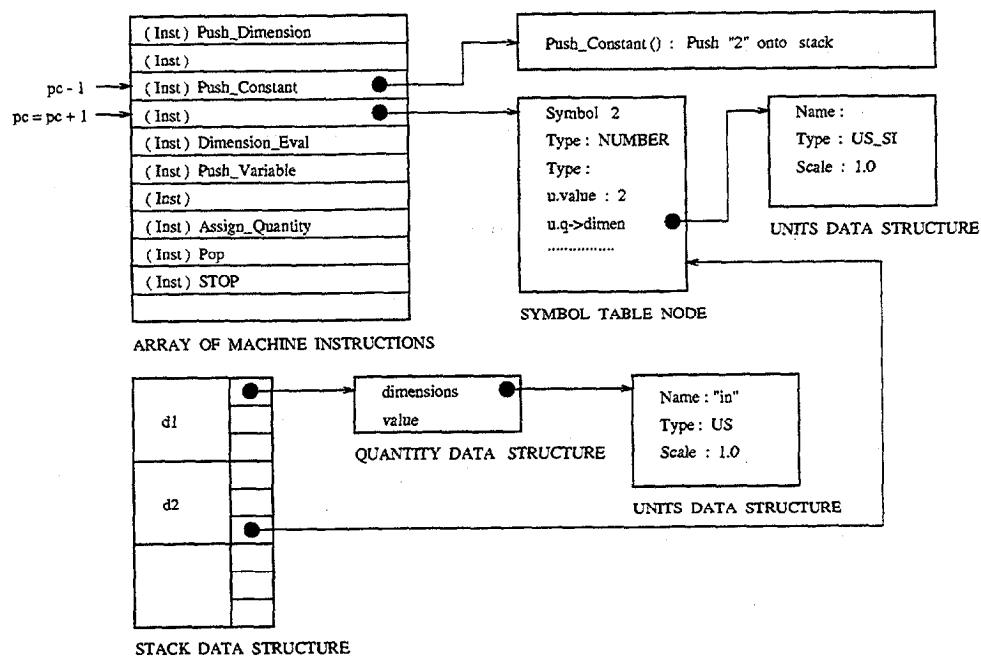 ( Inst ) Push_Dimension
( Inst )
pc - 1
( Inst ) Push_Constant
pc = pc + 1
( Inst )
( Inst ) Dimension_Eval
( Inst ) Push_Variable
( Inst )
( Inst ) Assign_Quantity
( Inst ) Pop
( Inst ) STOP
ARRAY OF MACHINE INSTRUCTIONS
Push_Constant () : Push "2" onto stack
Symbol 2
Type : NUMBER
Type :
u.value : 2
u.q->dimen
.................
SYMBOL TABLE NODE
Name :
Type : US_SI
Scale : 1.0
UNITS DATA STRUCTURE
d1
d2
STACK DATA STRUCTURE
dimensions
value
QUANTITY DATA STRUCTURE
Name : "in"
Type : US
Scale : 1.0
UNITS DATA STRUCTURE